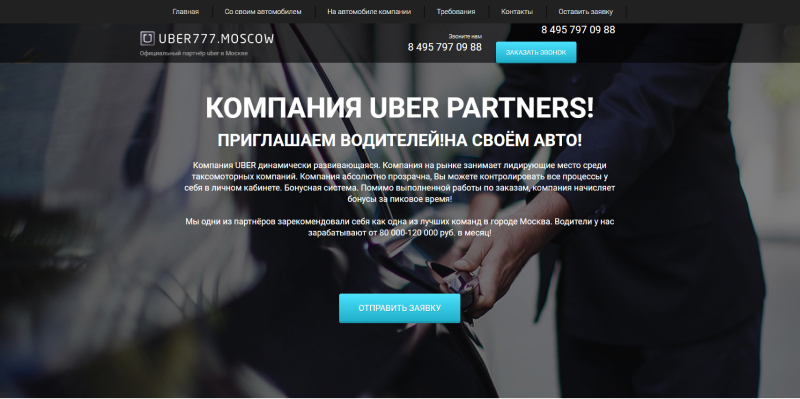 Главная Со своим автомобилем На автомобиле компании Требования Контакты Оставить заявку
UBER777.MOSCOW
Официальный партнёр uber в Москве
Звоните нам
8 495 797 09 88
8 495 797 09 88
ЗАКАЗАТЬ ЗВОНОК
КОМПАНИЯ UBER PARTNERS!
ПРИГЛАШАЕМ ВОДИТЕЛЕЙ!НА СВОЁМ АВТО!
Компания UBER динамически развивающаяся. Компания на рынке занимает лидирующие место среди
таксомоторных компаний. Компания абсолютно прозрачна, Вы можете контролировать все процессы у
себя в личном кабинете. Бонусная система. Помимо выполненной работы по заказам, компания начисляет
бонусы за пиковое время!
Мы одни из партнёров зарекомендовали себя как одна из лучших команд в городе Москва. Водители у нас
зарабатывают от 80 000-120 000 руб. в месяц!
ОТПРАВИТЬ ЗАЯВКУ